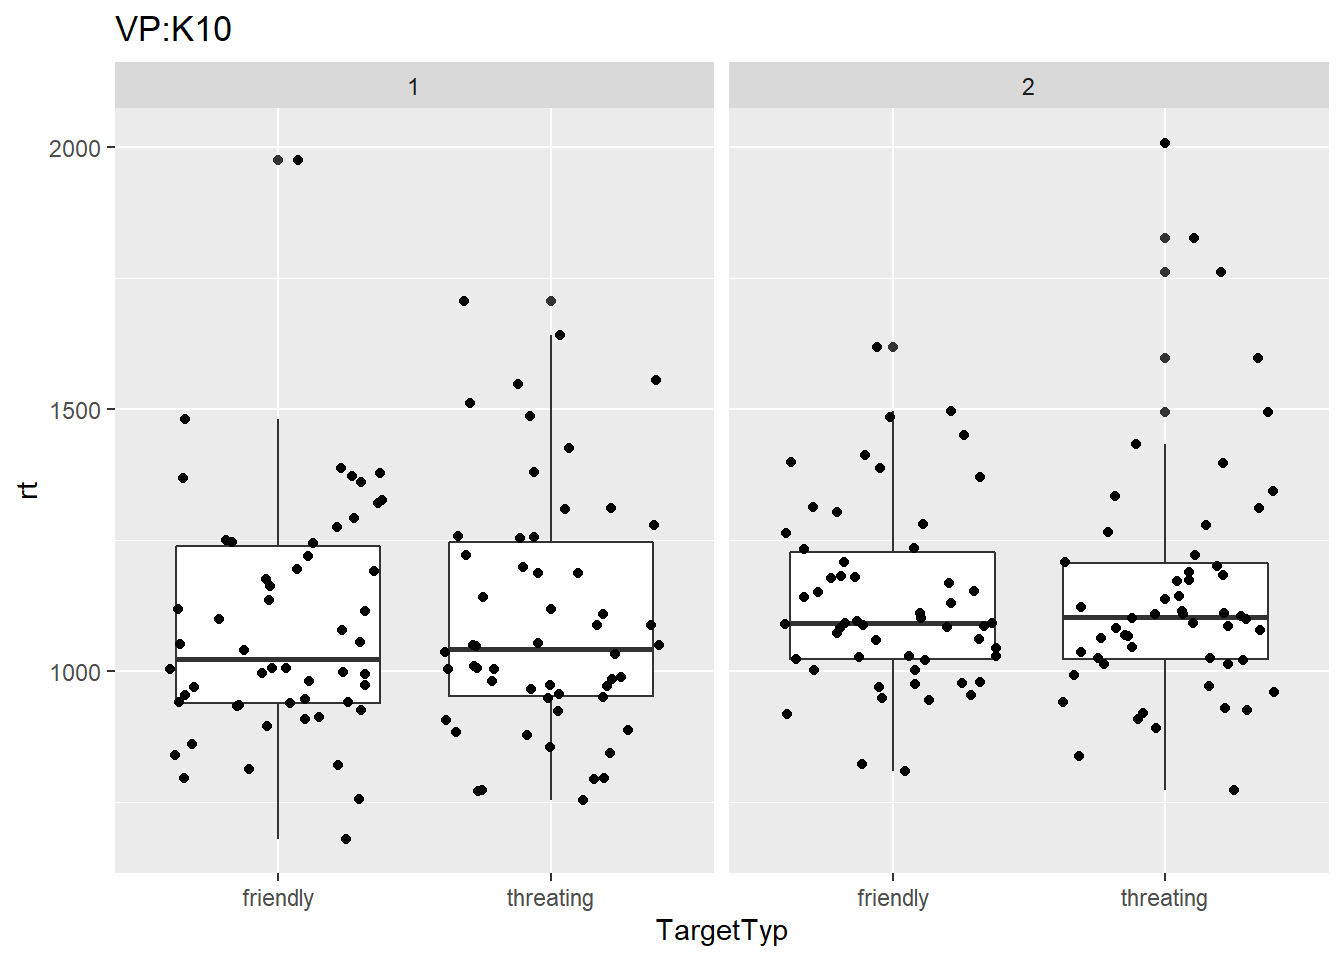 VP:K10
1
2
2000
1500
1000
rt
friendly
threating
friendly
threating
TargetTyp